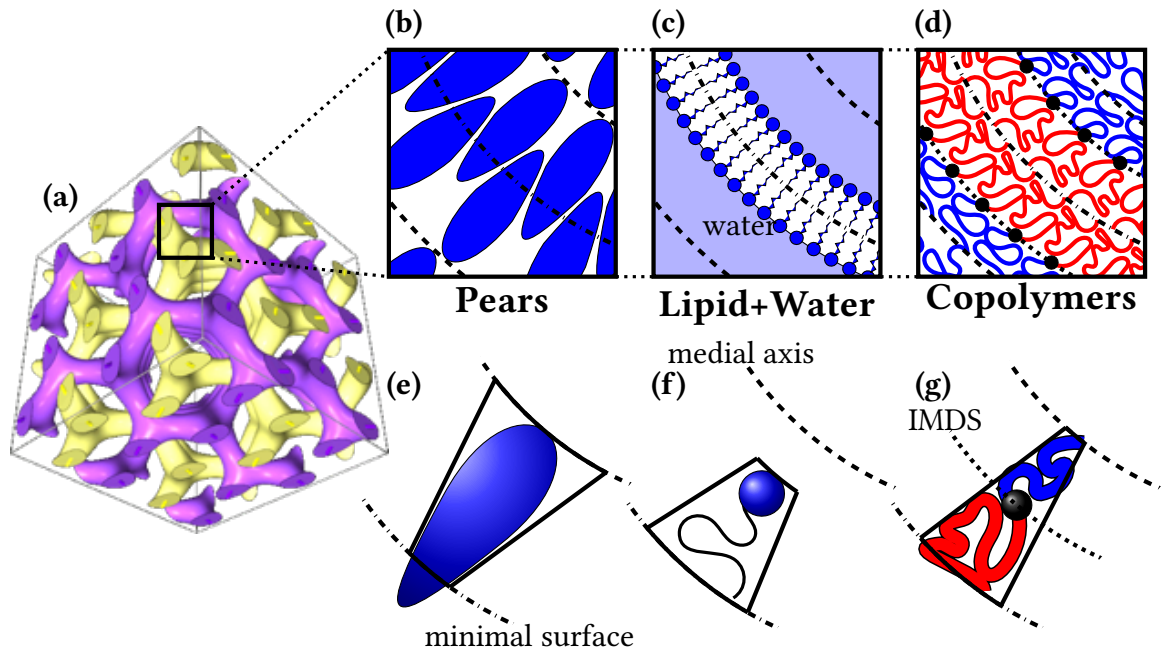 (b)
(c)
(d)
(a)
water
Pears
Lipid+Water
Copolymers
medial axis
(e)
(f)
(g)
IMDS
minimal surface